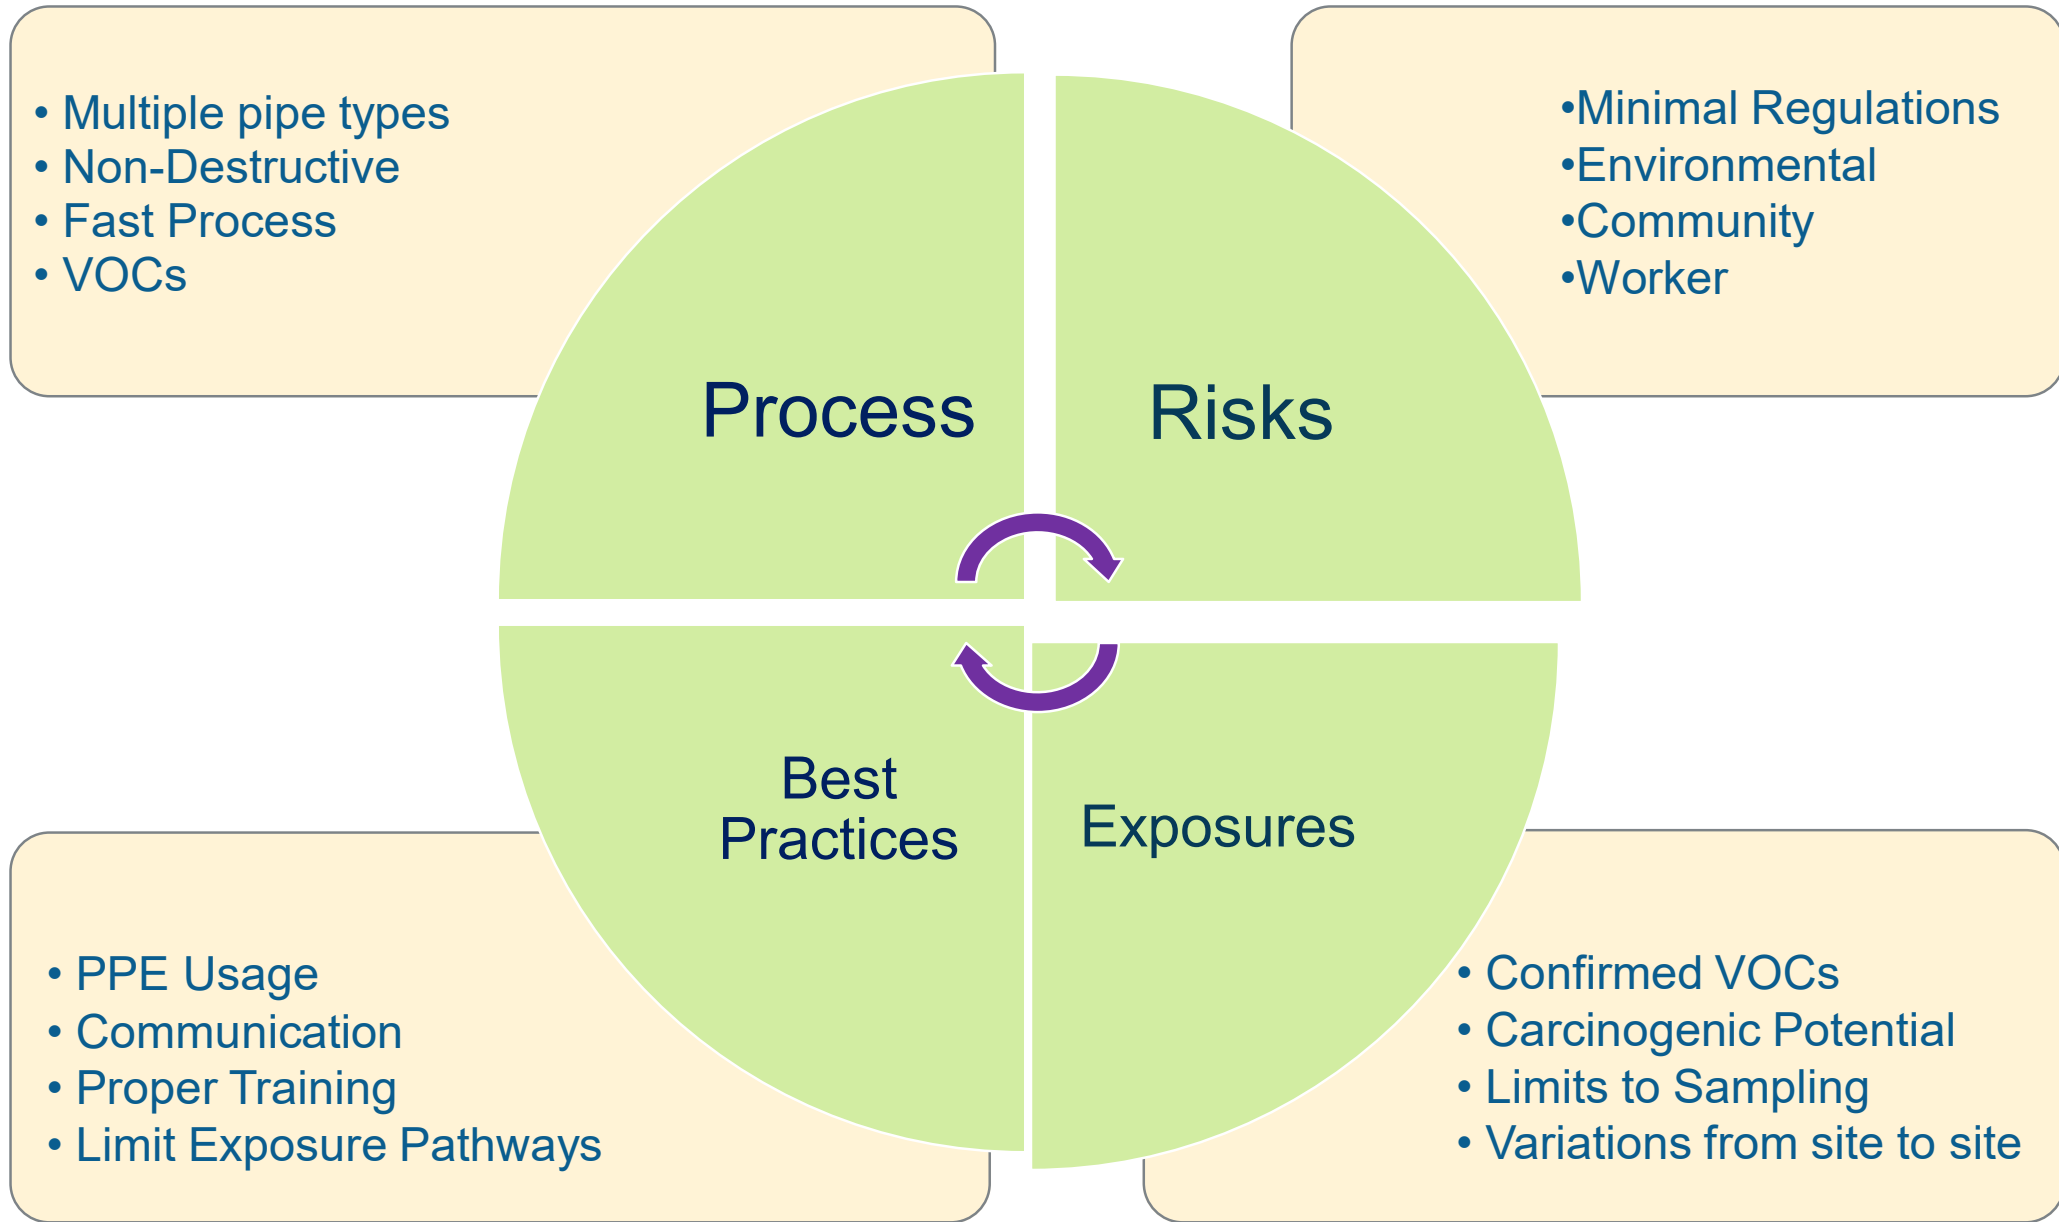 • Multiple pipe types
• Non-Destructive
• Fast Process
• VOCs
•Minimal Regulations
•Environmental
•Community
•Worker
Process
Risks
Best
Practices
Exposures
• PPE Usage
• Communication
• Proper Training
• Limit Exposure Pathways
• Confirmed VOCs
• Carcinogenic Potential
• Limits to Sampling
• Variations from site to site